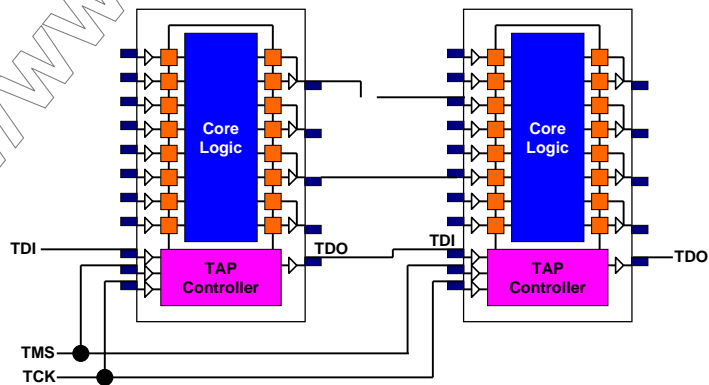 Core
Logic
Core
Logic
TDI
TDO
TDI
TDO
TAP
Controller
TAP
Controller
TMS
TCK